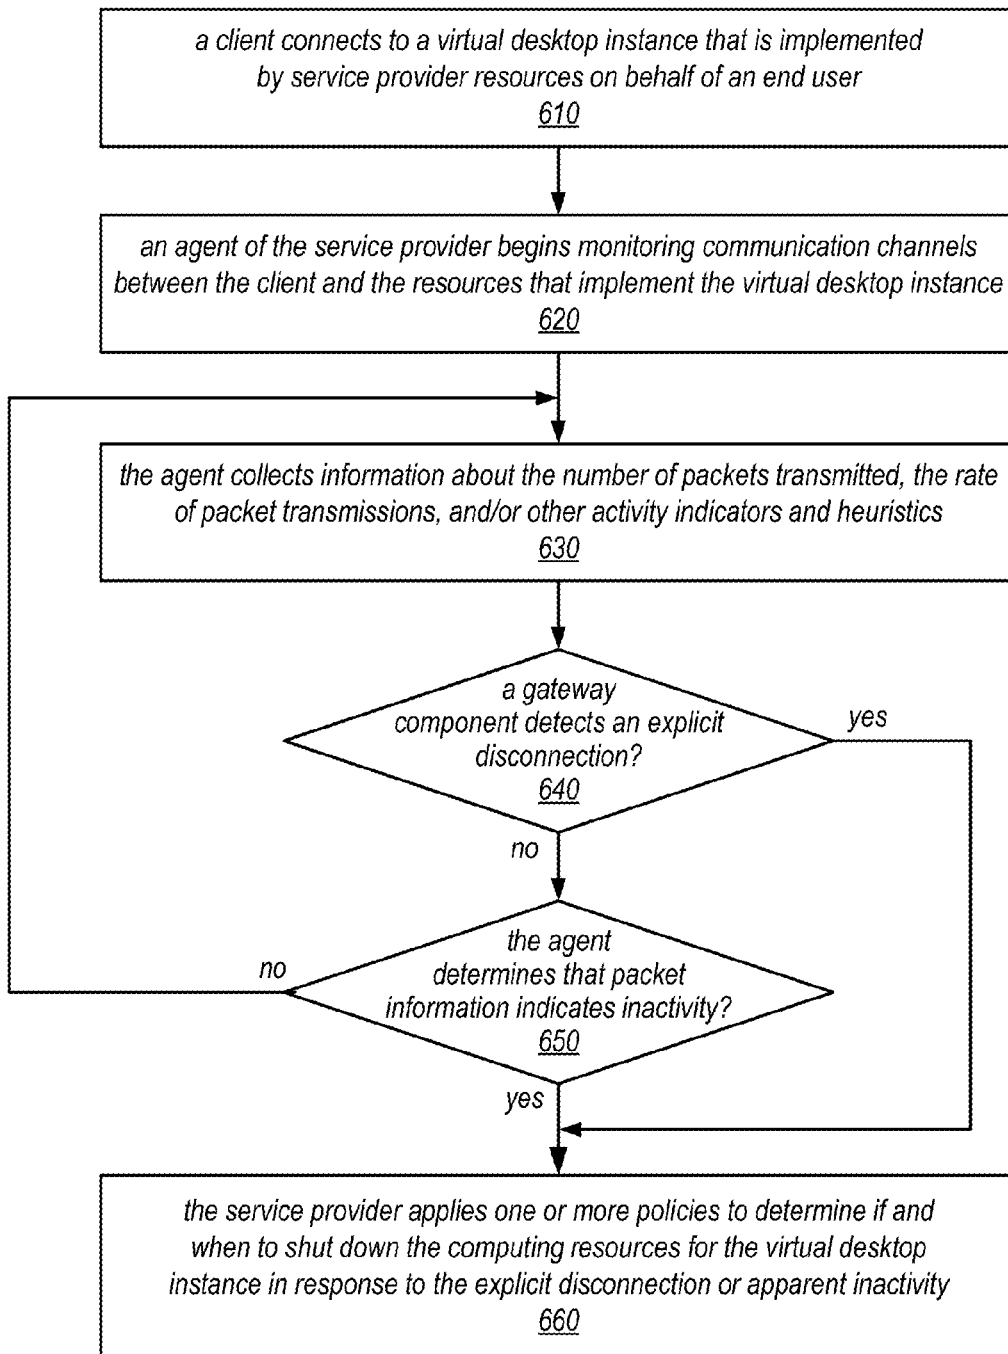 a client connects to a virtual desktop instance that is implemented
by service provider resources on behalf of an end user
610
an agent of the service provider begins monitoring communication channels
between the client and the resources that implement the virtual desktop instance
620
the agent collects information about the number of packets transmitted, the rate
of packet transmissions, and/or other activity indicators and heuristics
630
a gateway
component detects an explicit
disconnection?
640
yes
no
the agent
determines that packet
information indicates inactivity?
650
no
yes
the service provider applies one or more policies to determine if and
when to shut down the computing resources for the virtual desktop
instance in response to the explicit disconnection or apparent inactivity
660